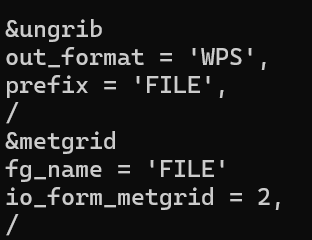 &ungrib
out_format = 'WPS',
prefix = 'FILE',
/
&metgrid
fg_name = 'FILE'
io_form_metgrid = 2,
/